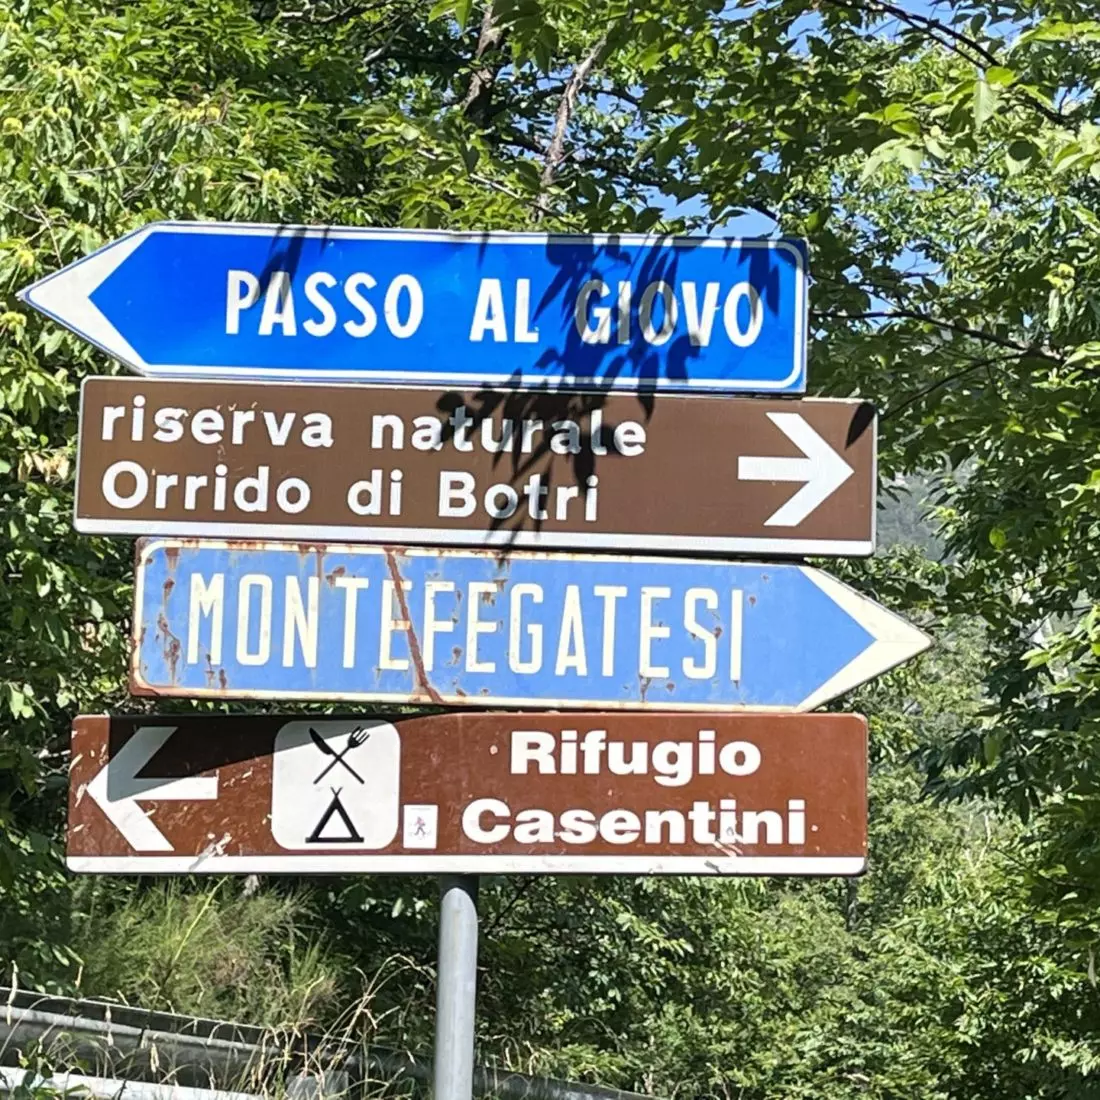 PASSO AL GIOVO
riserva naturale
Orrido di Botri
MONTEFEGATESI
Rifugio
Casentini